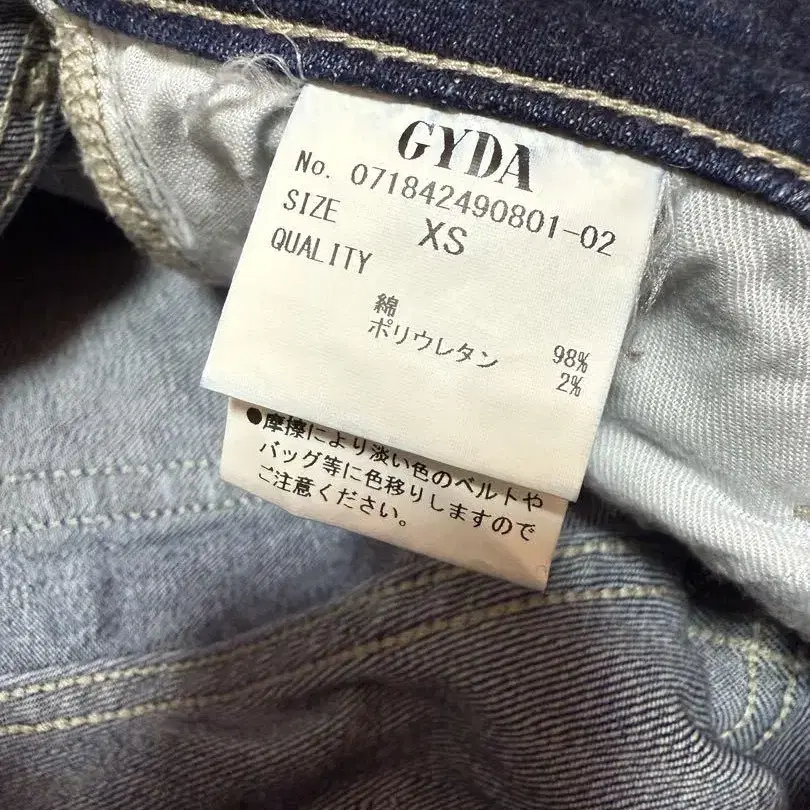 GYDA
No. 071842490801-02
SIZE XS
QUALITY
綿 98%
ポリウレタン 2%
●摩擦により淡い色のベルトや
バッグ等に色移りしますので
ご注意ください。